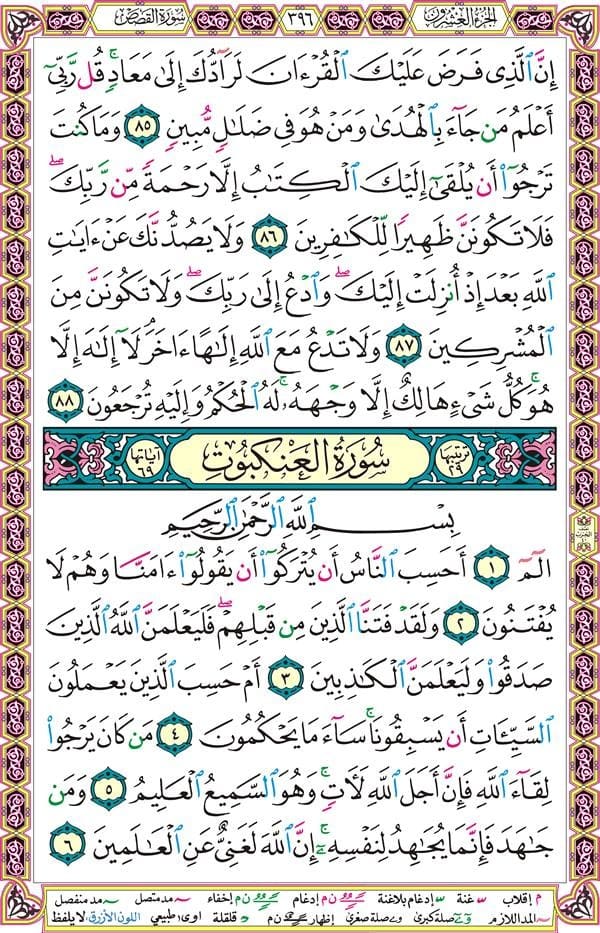 الجزء العشرون
٣٩٦
سورة القصص
إِنَّ ٱلَّذِى فَرَضَ عَلَيْكَ ٱلْقُرْءَانَ لَرَآدُّكَ إِلَىٰ مَعَادٍۚ قُل رَّبِّىٓ
أَعْلَمُ مَن جَآءَ بِٱلْهُدَىٰ وَمَنْ هُوَ فِى ضَلَٰلٍ مُّبِينٍ ٨٥ وَمَا كُنتَ
تَرْجُوٓا۟ أَن يُلْقَىٰٓ إِلَيْكَ ٱلْكِتَٰبُ إِلَّا رَحْمَةً مِّن رَّبِّكَۖ
فَلَا تَكُونَنَّ ظَهِيرًا لِّلْكَٰفِرِينَ ٨٦ وَلَا يَصُدُّنَّكَ عَنْ ءَايَٰتِ
ٱللَّهِ بَعْدَ إِذْ أُنزِلَتْ إِلَيْكَۖ وَٱدْعُ إِلَىٰ رَبِّكَۖ وَلَا تَكُونَنَّ مِنَ
ٱلْمُشْرِكِينَ ٨٧ وَلَا تَدْعُ مَعَ ٱللَّهِ إِلَٰهًا ءَاخَرَۘ لَآ إِلَٰهَ إِلَّا
هُوَۚ كُلُّ شَىْءٍ هَالِكٌ إِلَّا وَجْهَهُۥۚ لَهُ ٱلْحُكْمُ وَإِلَيْهِ تُرْجَعُونَ ٨٨
ترتيبها ٢٩
سورة العنكبوت
آياتها ٦٩
بِسْمِ ٱللَّهِ ٱلرَّحْمَٰنِ ٱلرَّحِيمِ
الٓمٓ ١ أَحَسِبَ ٱلنَّاسُ أَن يُتْرَكُوٓا۟ أَن يَقُولُوٓا۟ ءَامَنَّا وَهُمْ لَا
يُفْتَنُونَ ٢ وَلَقَدْ فَتَنَّا ٱلَّذِينَ مِن قَبْلِهِمْۖ فَلَيَعْلَمَنَّ ٱللَّهُ ٱلَّذِينَ
صَدَقُوا۟ وَلَيَعْلَمَنَّ ٱلْكَٰذِبِينَ ٣ أَمْ حَسِبَ ٱلَّذِينَ يَعْمَلُونَ
ٱلسَّيِّـَٔاتِ أَن يَسْبِقُونَاۚ سَآءَ مَا يَحْكُمُونَ ٤ مَن كَانَ يَرْجُوا۟
لِقَآءَ ٱللَّهِ فَإِنَّ أَجَلَ ٱللَّهِ لَـَٔاتٍۚ وَهُوَ ٱلسَّمِيعُ ٱلْعَلِيمُ ٥ وَمَن
جَٰهَدَ فَإِنَّمَا يُجَٰهِدُ لِنَفْسِهِۦٓۚ إِنَّ ٱللَّهَ لَغَنِىٌّ عَنِ ٱلْعَٰلَمِينَ ٦
م إقلاب غنة إدغام بلاغنة ن م إدغام ن م إخفاء مد متصل مد منفصل
المد اللازم صلة كبرى صلة صغرى إظهار ن م قلقلة اوى طبيعي اللون الأزرق لا يلفظ